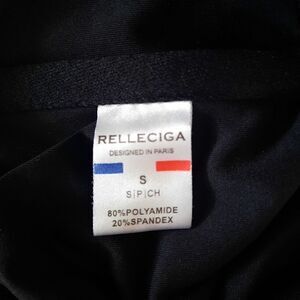 RELLECIGA
DESIGNED IN PARIS
S
S|P|CH
80%POLYAMIDE
20%SPANDEX